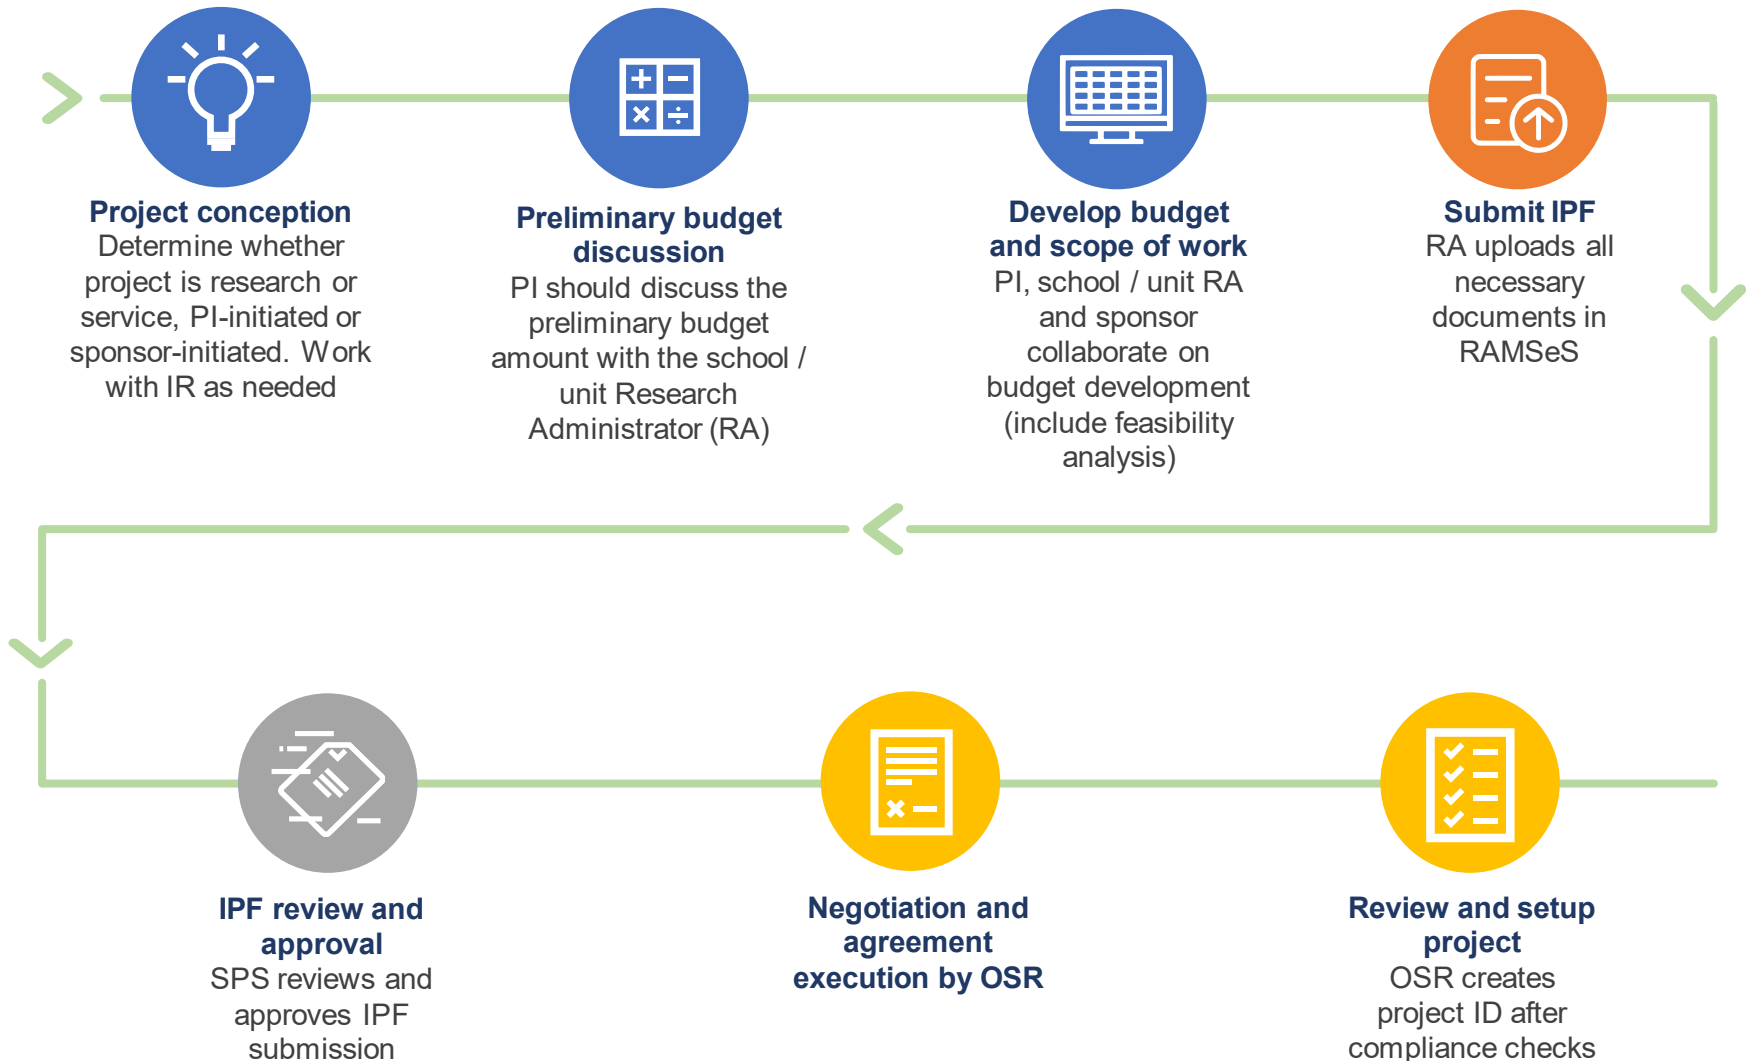 Project conception
Determine whether
project is research or
service, PI-initiated or
sponsor-initiated. Work
with IR as needed
Preliminary budget
discussion
PI should discuss the
preliminary budget
amount with the school /
unit Research
Administrator (RA)
Develop budget
and scope of work
PI, school / unit RA
and sponsor
collaborate on
budget development
(include feasibility
analysis)
Submit IPF
RA uploads all
necessary
documents in
RAMSeS
IPF review and
approval
SPS reviews and
approves IPF
submission
Negotiation and
agreement
execution by OSR
Review and setup
project
OSR creates
project ID after
compliance checks